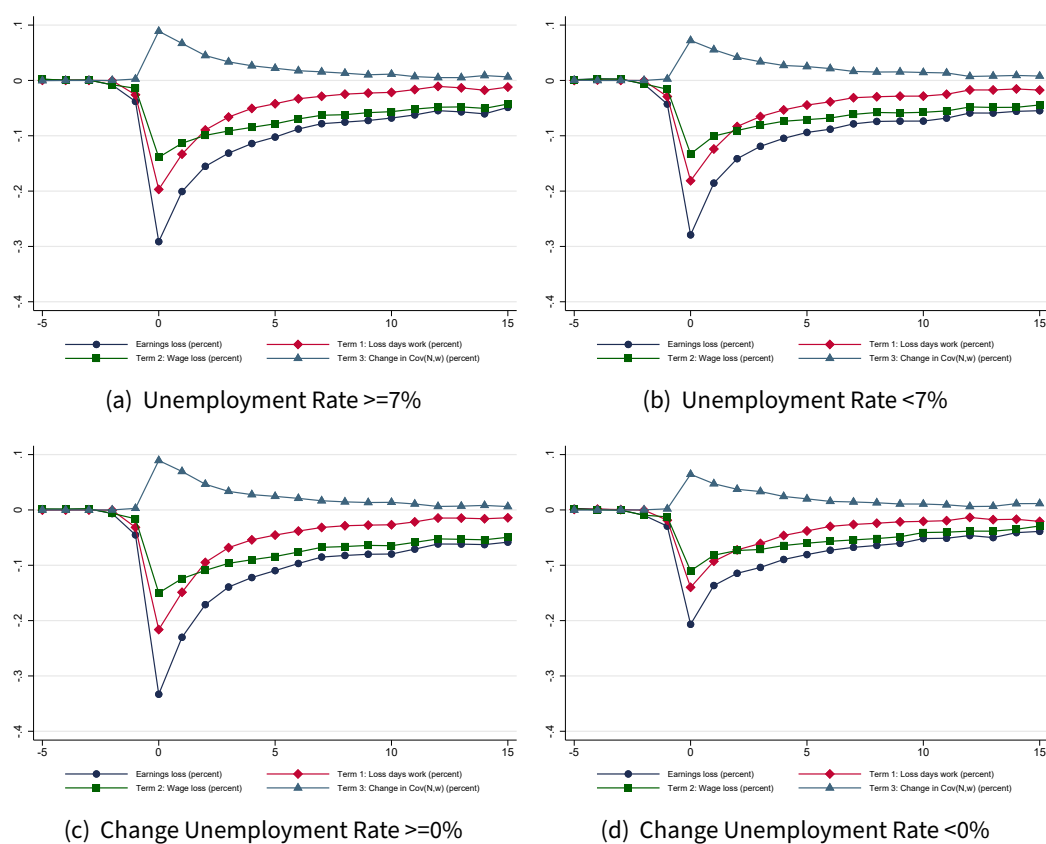 .1
0
-.1
-.2
-.3
-.4
-5 0 5 10 15
Earnings loss (percent) Term 1: Loss days work (percent)
Term 2: Wage loss (percent) Term 3: Change in Cov(N,w) (percent)
(a) Unemployment Rate >=7%
.1
0
-.1
-.2
-.3
-.4
-5 0 5 10 15
Earnings loss (percent) Term 1: Loss days work (percent)
Term 2: Wage loss (percent) Term 3: Change in Cov(N,w) (percent)
(b) Unemployment Rate <7%
.1
0
-.1
-.2
-.3
-.4
-5 0 5 10 15
Earnings loss (percent) Term 1: Loss days work (percent)
Term 2: Wage loss (percent) Term 3: Change in Cov(N,w) (percent)
(c) Change Unemployment Rate >=0%
.1
0
-.1
-.2
-.3
-.4
-5 0 5 10 15
Earnings loss (percent) Term 1: Loss days work (percent)
Term 2: Wage loss (percent) Term 3: Change in Cov(N,w) (percent)
(d) Change Unemployment Rate <0%